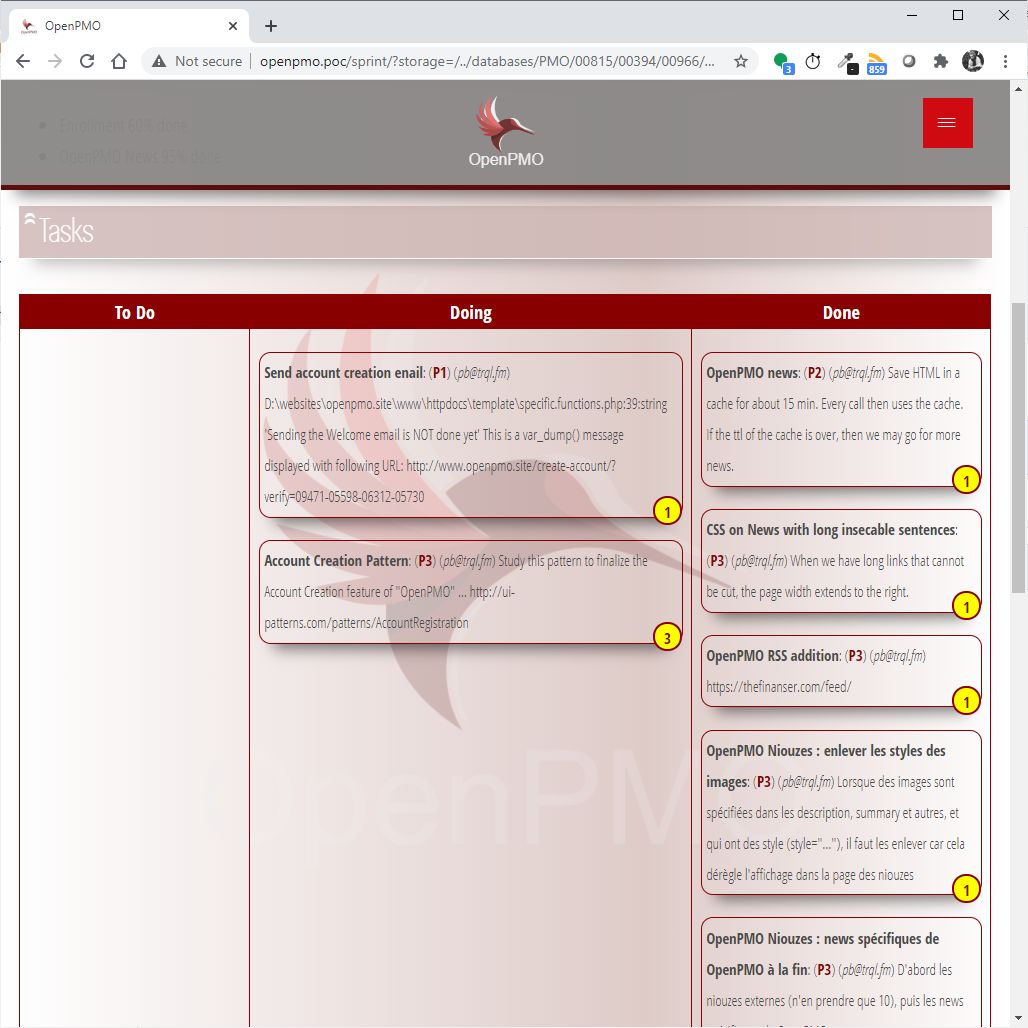 OpenPMO
Not secure
openpmo.poc/sprint/?storage=/../databases/PMO/00815/00394/00966/...
3
859
Enrollment 60% done
OpenPMO News 95% done
OpenPMO
Tasks
To Do
Doing
Done
Send account creation enail: (P1) (pb@trql.fm)
D:\websites\openpmo.site\www\httpdocs\template\specific.functions.php:39:string
'Sending the Welcome email is NOT done yet' This is a var_dump() message
displayed with following URL: http://www.openpmo.site/create-account/?
verify=09471-05598-06312-05730
1
Account Creation Pattern: (P3) (pb@trql.fm) Study this pattern to finalize the
Account Creation feature of "OpenPMO" ... http://ui-
patterns.com/patterns/AccountRegistration
3
OpenPMO news: (P2) (pb@trql.fm) Save HTML in a
cache for about 15 min. Every call then uses the cache.
If the ttl of the cache is over, then we may go for more
news.
1
CSS on News with long insecable sentences:
(P3) (pb@trql.fm) When we have long links that cannot
be cut, the page width extends to the right.
1
OpenPMO RSS addition: (P3) (pb@trql.fm)
https://thefinanser.com/feed/
1
OpenPMO Niouzes : enlever les styles des
images: (P3) (pb@trql.fm) Lorsque des images sont
spécifiées dans les description, summary et autres, et
qui ont des style (style="..."), il faut les enlever car cela
dérègle l'affichage dans la page des niouzes
1
OpenPMO Niouzes : news spécifiques de
OpenPMO à la fin: (P3) (pb@trql.fm) D'abord les
niouzes externes (n'en prendre que 10), puis les news
OpenPMO